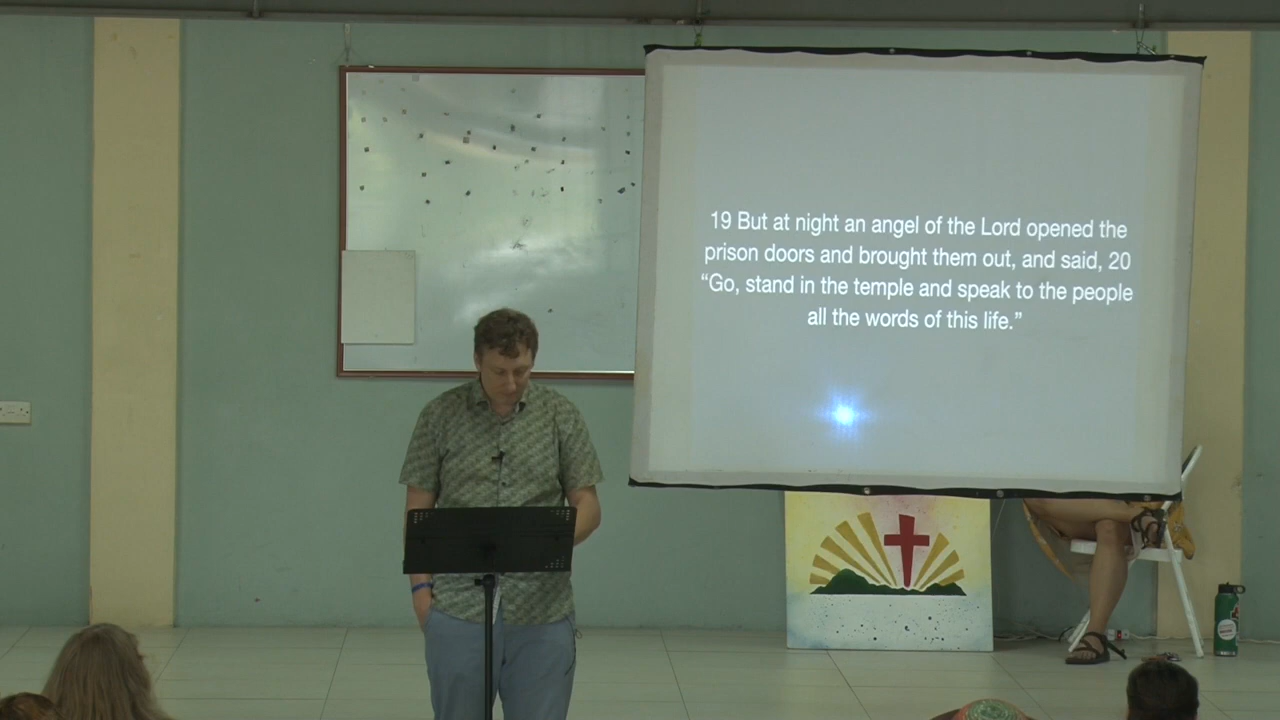 19 But at night an angel of the Lord opened the
prison doors and brought them out, and said, 20
“Go, stand in the temple and speak to the people
all the words of this life.”